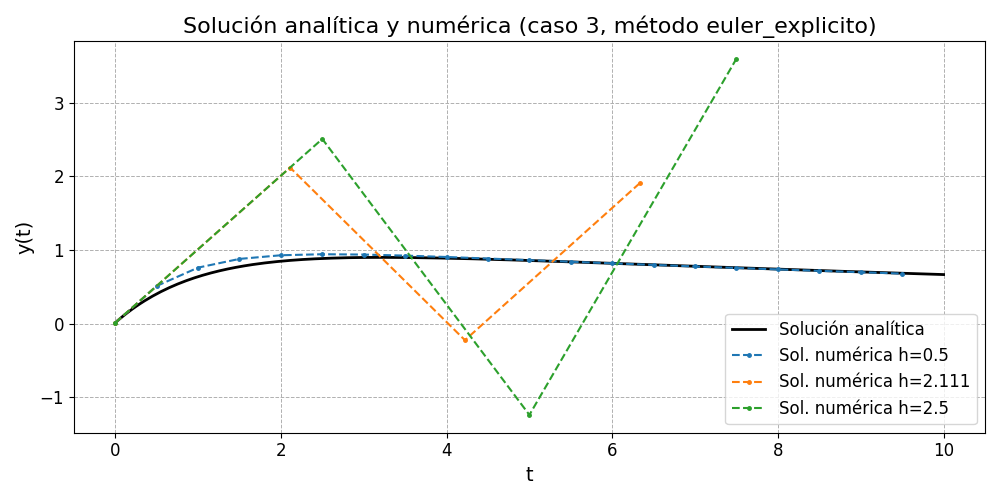 Solución analítica y numérica (caso 3, método euler_explicito)
y(t)
3
2
1
0
−1
0 2 4 6 8 10
t
Solución analítica
Sol. numérica h=0.5
Sol. numérica h=2.111
Sol. numérica h=2.5